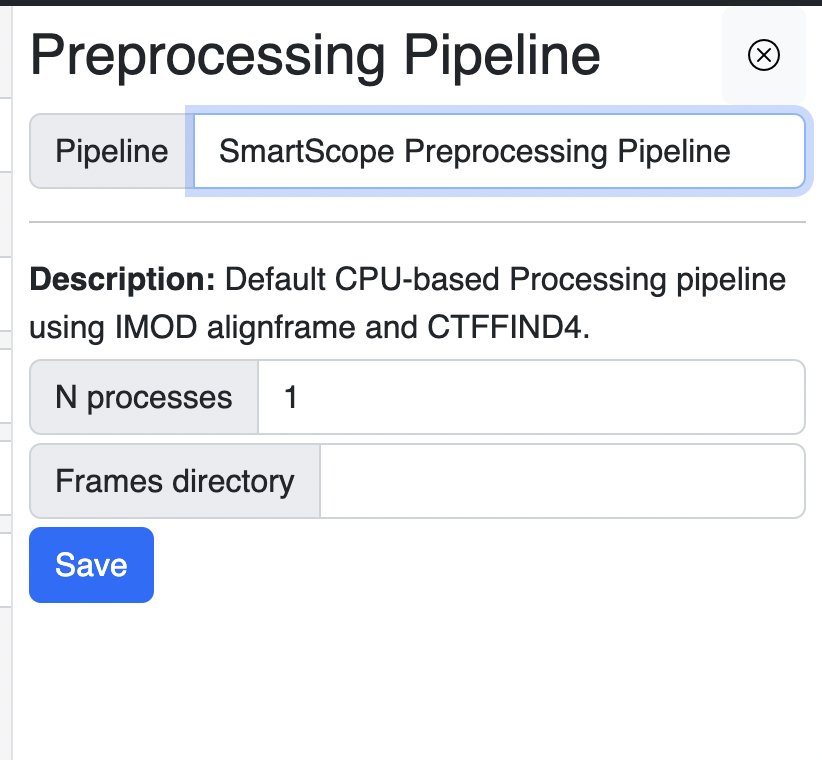 Preprocessing Pipeline
Pipeline SmartScope Preprocessing Pipeline
Description: Default CPU-based Processing pipeline
using IMOD alignframe and CTFFIND4.
N processes 1
Frames directory
Save